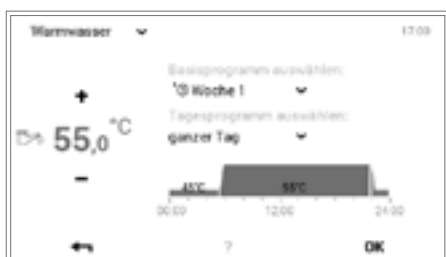 Warmwasser 17:09
Basisprogramm auswählen:
Woche 1
Tagesprogramm auswählen:
ganzer Tag
+
55,0 °C
−
45°C 55°C
00:00 12:00 24:00
? OK